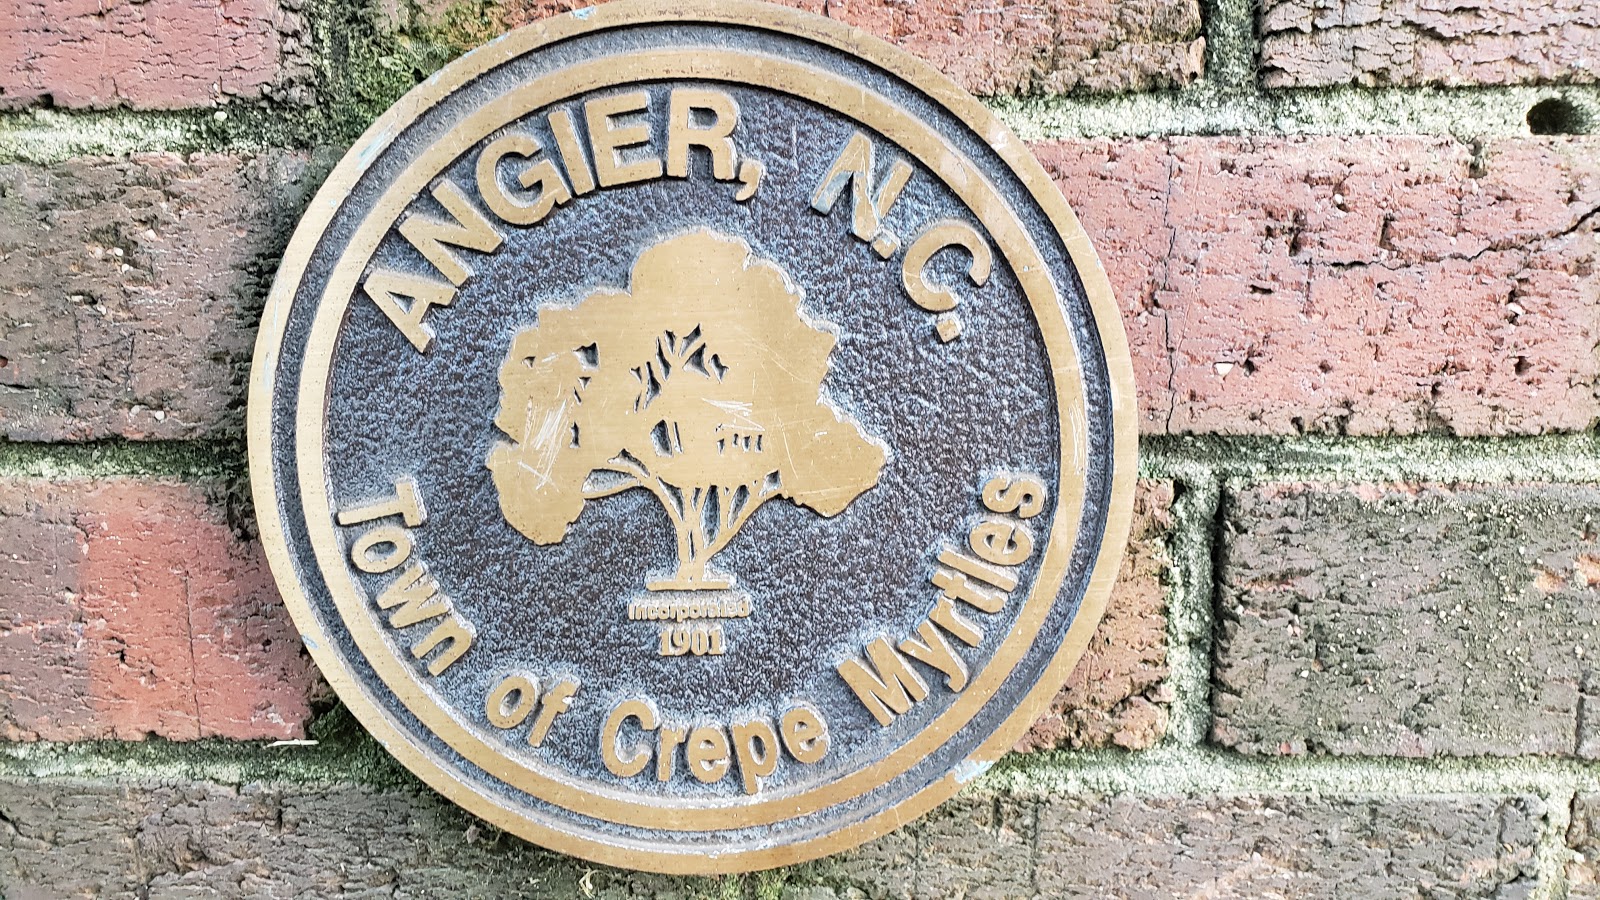 ANGIER, N.C.
Incorporated
1901
Town of Crepe Myrtles